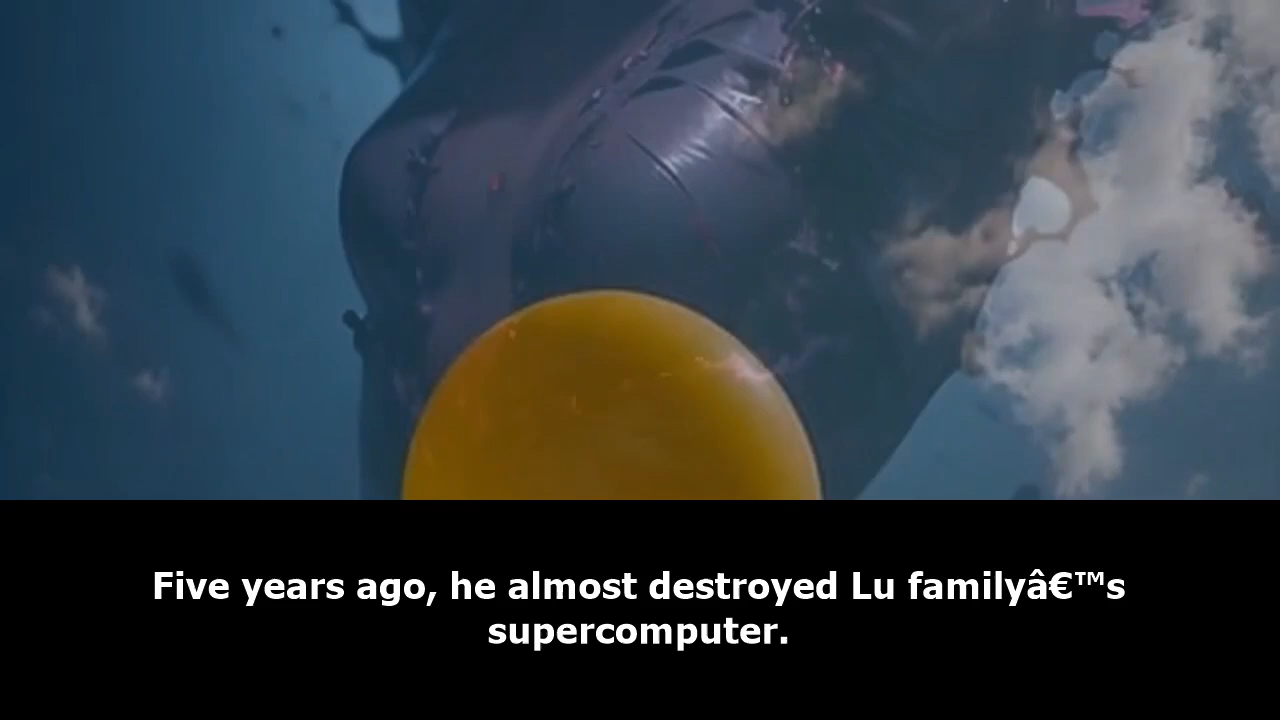 Five years ago, he almost destroyed Lu familyâ€™s
supercomputer.